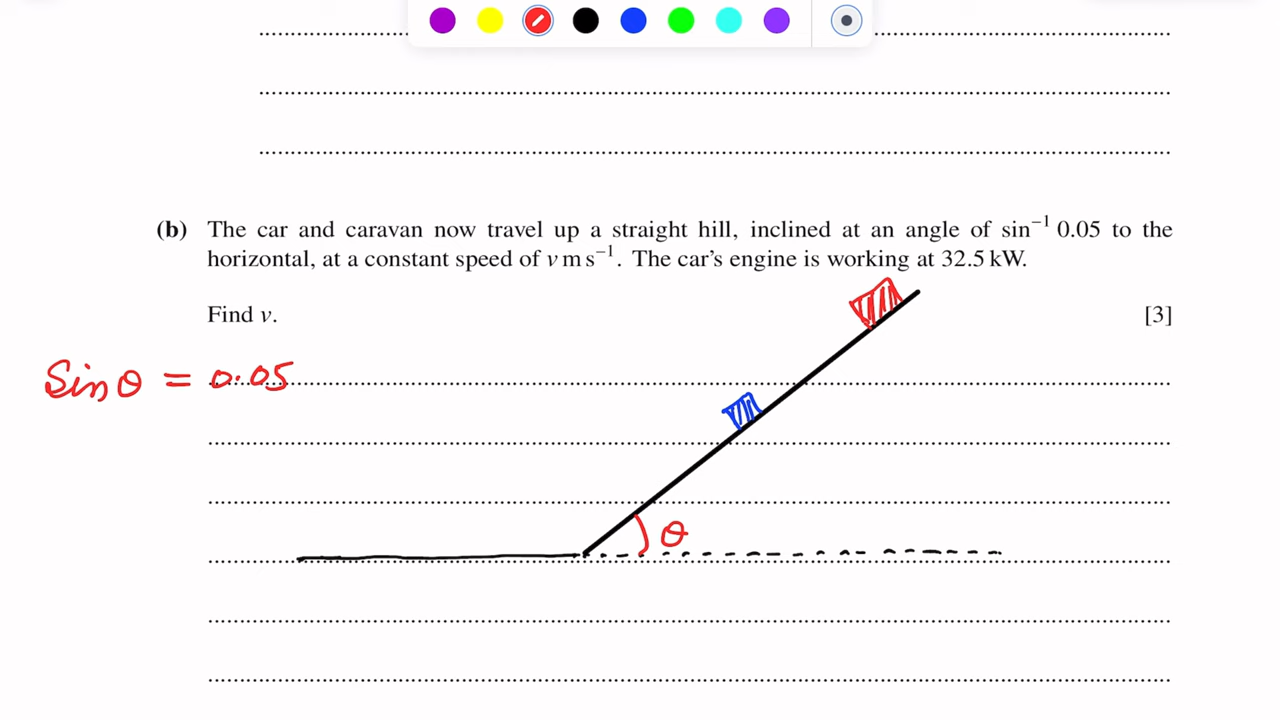 (b) The car and caravan now travel up a straight hill, inclined at an angle of sin⁻¹ 0.05 to the
horizontal, at a constant speed of v m s⁻¹. The car's engine is working at 32.5 kW.
Find v. [3]
Sin θ = 0.05
θ